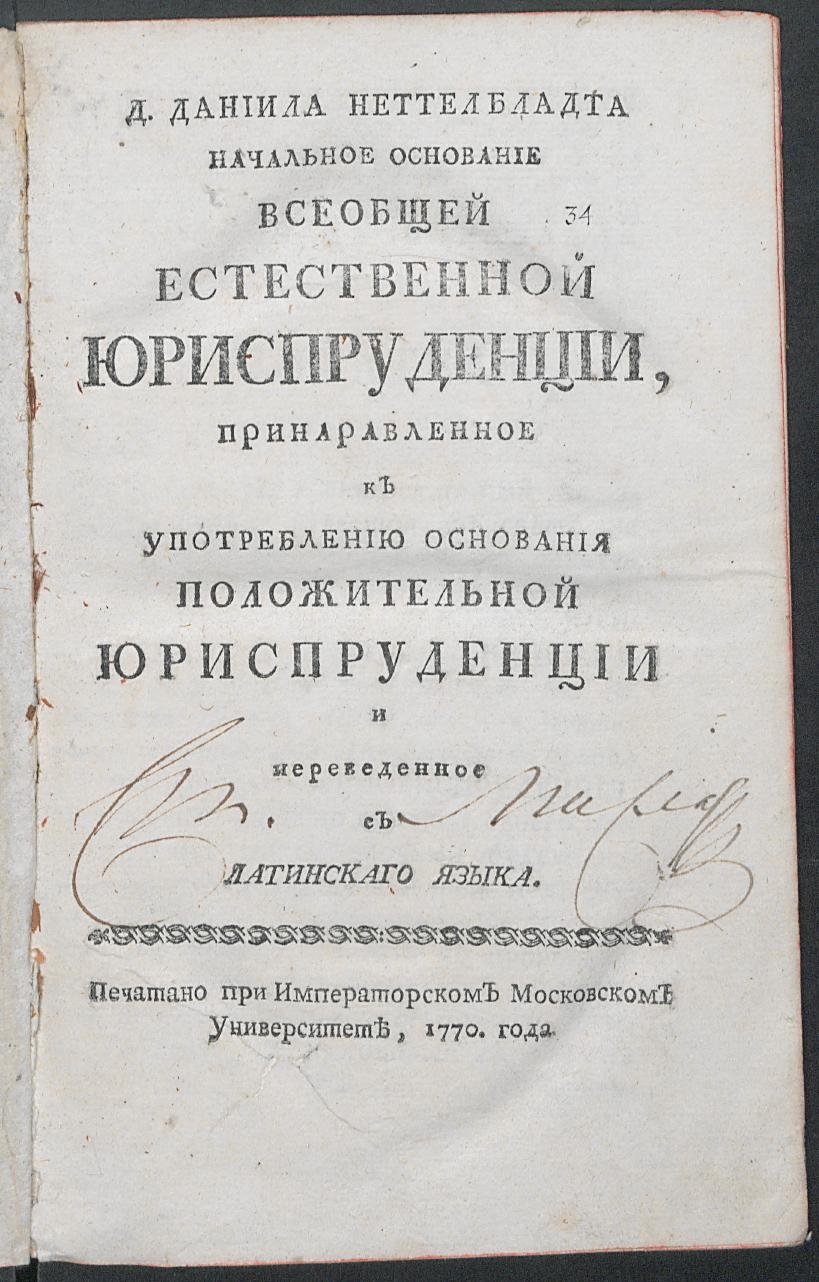 Д. ДАНІИЛА НЕТТЕЛБЛАДТА
НАЧАЛЬНОЕ ОСНОВАНІЕ
ВСЕОБЩЕЙ 34
ЕСТЕСТВЕННОЙ
ЮРИСПРУДЕНЦІИ,
ПРИНАРАВЛЕННОЕ
КЪ
УПОТРЕБЛЕНІЮ ОСНОВАНІЯ
ПОЛОЖИТЕЛЬНОЙ
ЮРИСПРУДЕНЦІИ
и
переведенное
съ
ЛАТИНСКАГО ЯЗЫКА.
Печатано при Императорскомъ Московскомъ
Университетѣ, 1770. года